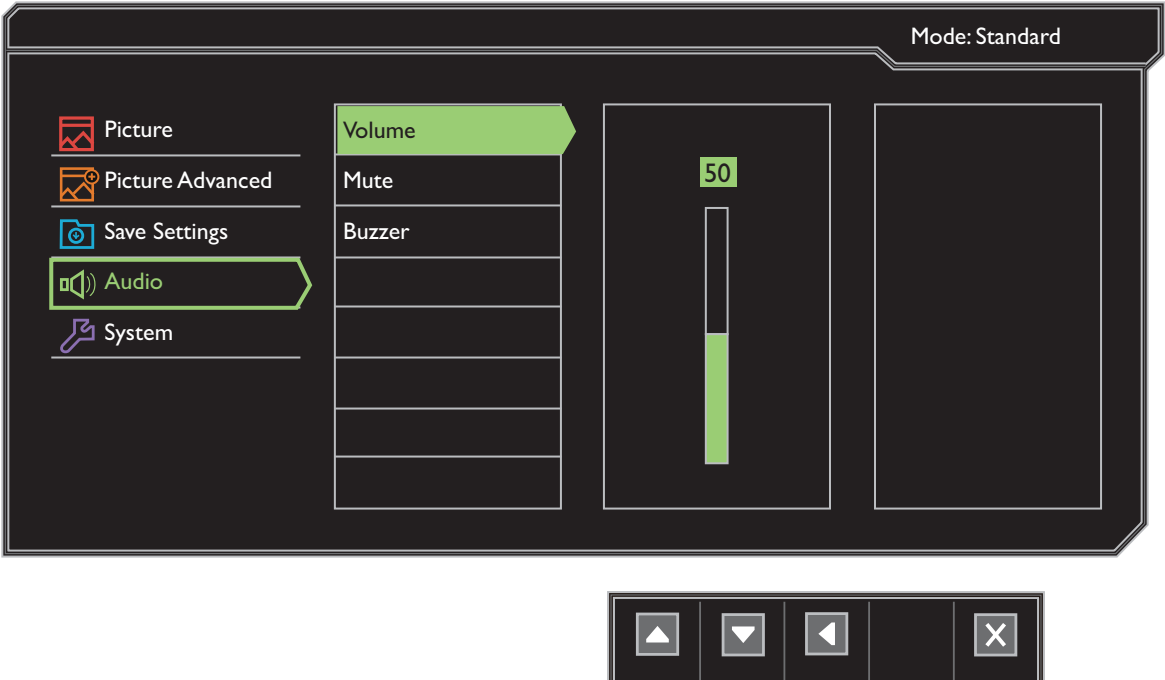 Mode: Standard
Picture
Picture Advanced
Save Settings
Audio
System
Volume
Mute
Buzzer
50